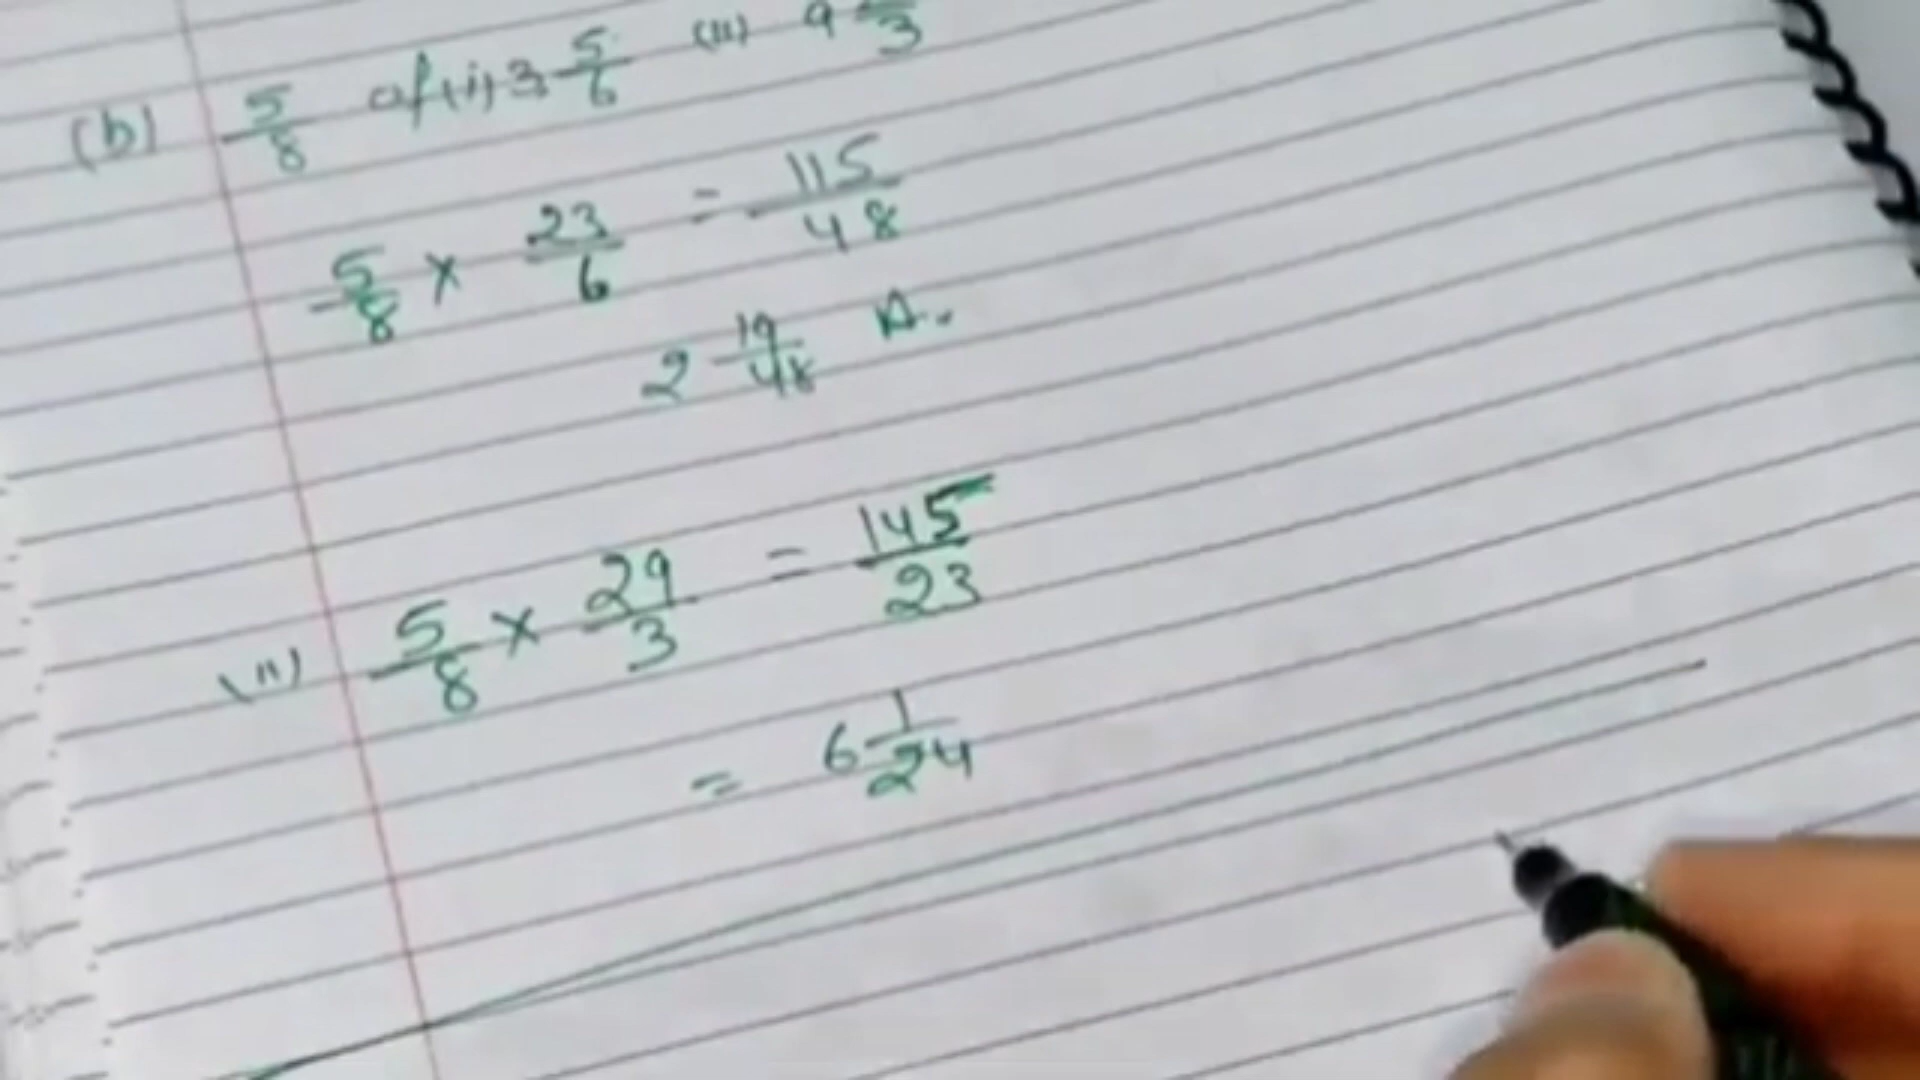 (b) 5/8 of (i) 3 5/6 (ii) 9 /3
5/8 × 23/6 = 115/48
2 19/48 A.
(ii) 5/8 × 29/3 = 145/23
= 6 1/24